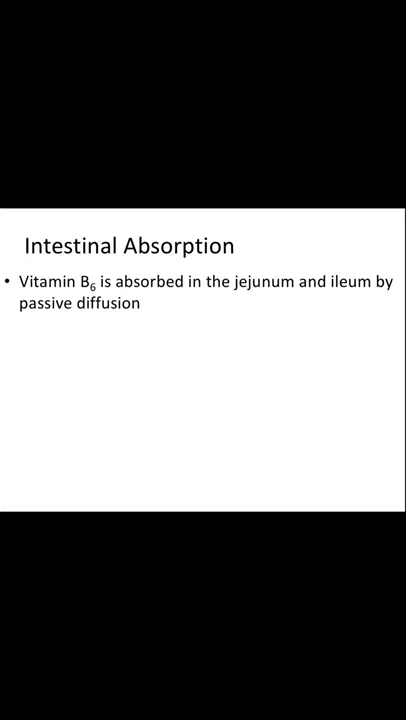 Intestinal Absorption
• Vitamin B₆ is absorbed in the jejunum and ileum by
passive diffusion